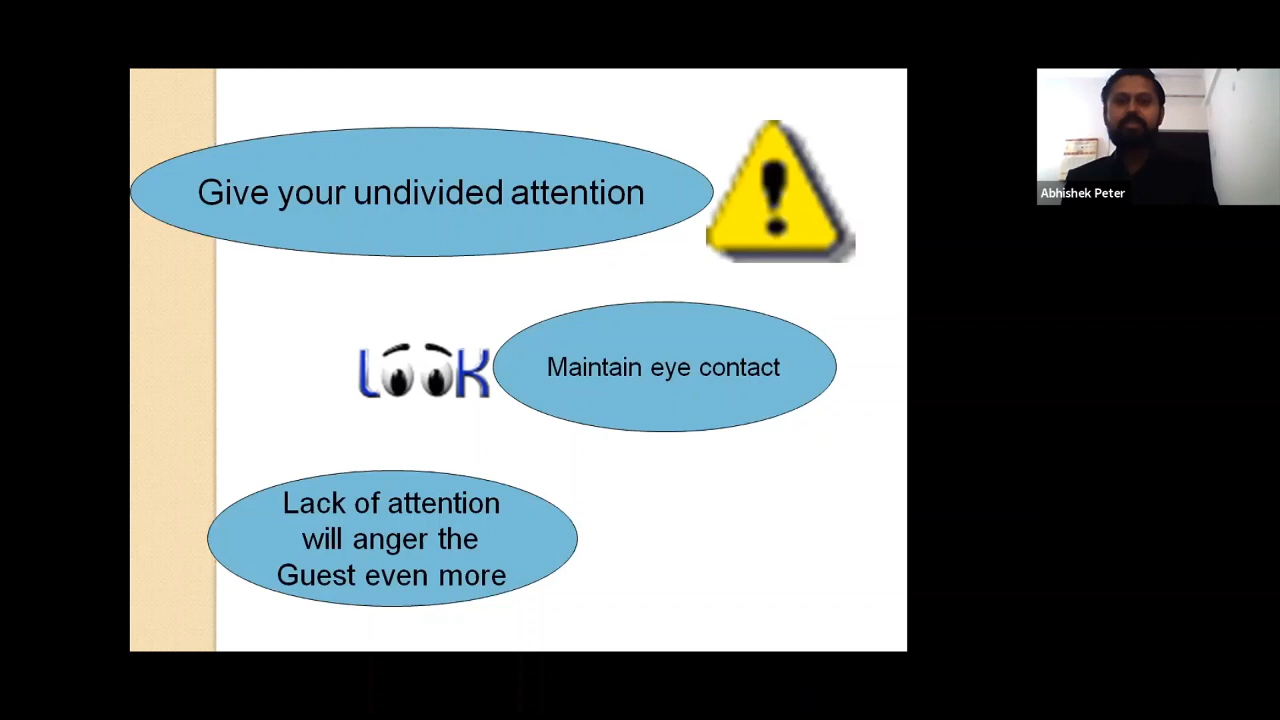 Give your undivided attention
!
Abhishek Peter
LOOK
Maintain eye contact
Lack of attention
will anger the
Guest even more